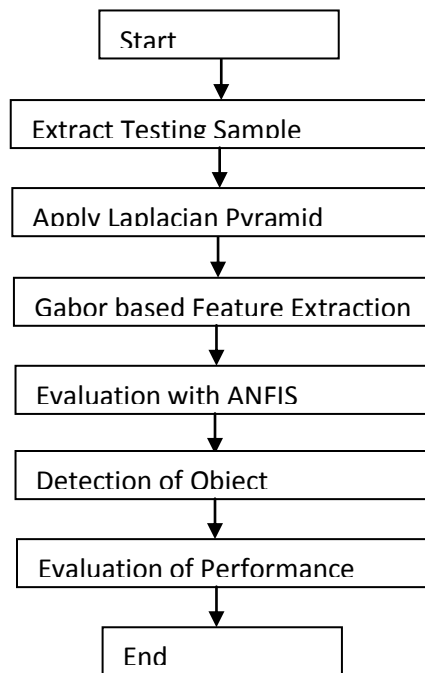 Start
Extract Testing Sample
Apply Laplacian Pyramid
Gabor based Feature Extraction
Evaluation with ANFIS
Detection of Object
Evaluation of Performance
End